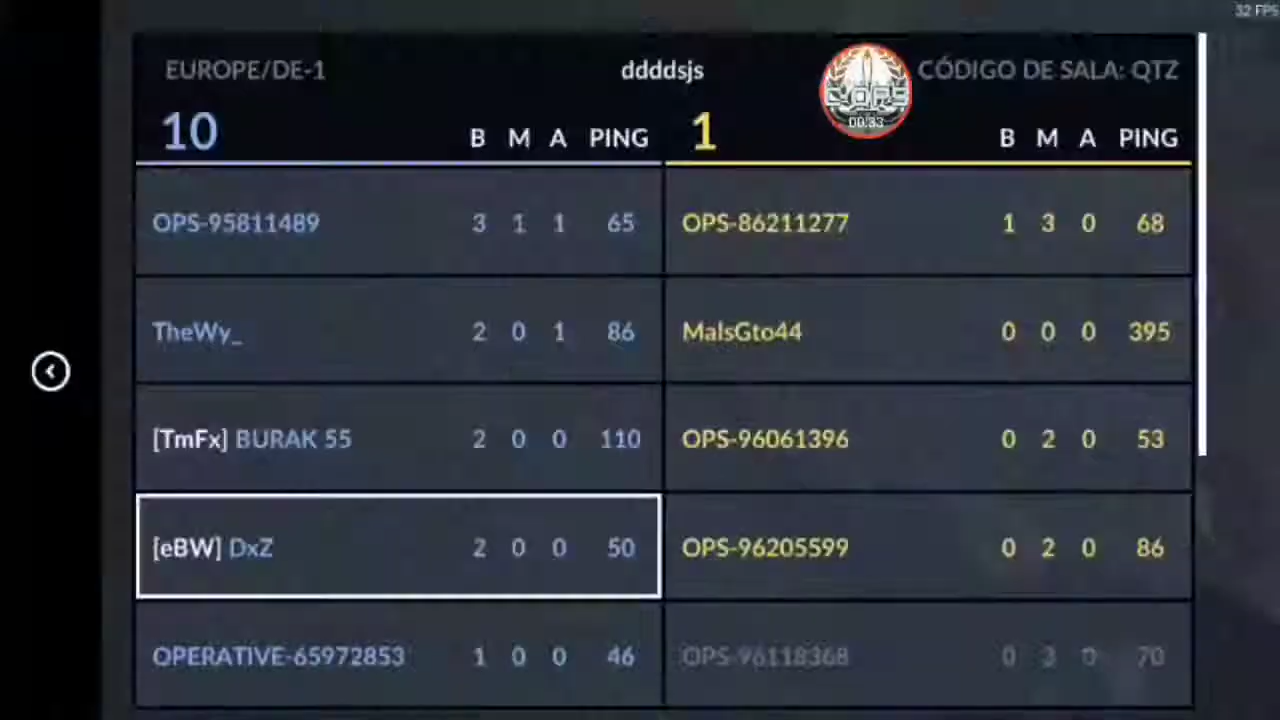 32 FPS
EUROPE/DE-1 ddddsjs CÓDIGO DE SALA: QTZ
C-OPS
00:33
10 B M A PING 1 B M A PING
OPS-95811489 3 1 1 65 OPS-86211277 1 3 0 68
TheWy_ 2 0 1 86 MalsGto44 0 0 0 395
[TmFx] BURAK 55 2 0 0 110 OPS-96061396 0 2 0 53
[eBW] DxZ 2 0 0 50 OPS-96205599 0 2 0 86
OPERATIVE-65972853 1 0 0 46 OPS-96118368 0 3 0 70